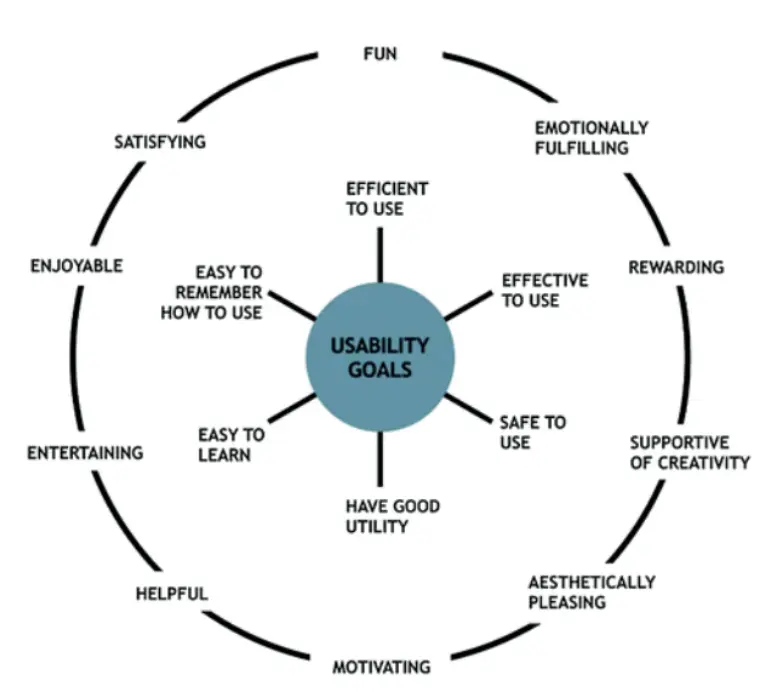 FUN
EMOTIONALLY
FULFILLING
REWARDING
SUPPORTIVE
OF CREATIVITY
AESTHETICALLY
PLEASING
MOTIVATING
HELPFUL
ENTERTAINING
ENJOYABLE
SATISFYING
EFFICIENT
TO USE
EFFECTIVE
TO USE
SAFE TO
USE
HAVE GOOD
UTILITY
EASY TO
LEARN
EASY TO
REMEMBER
HOW TO USE
USABILITY
GOALS